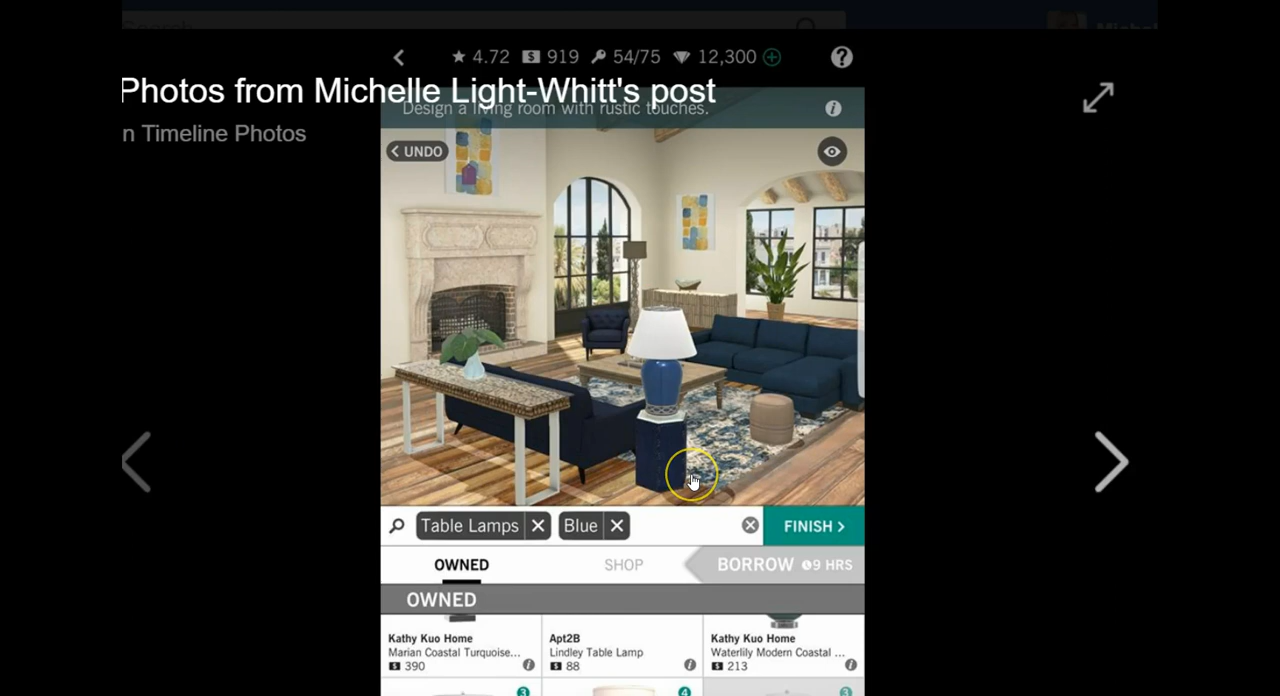 4.72 919 54/75 12,300
Photos from Michelle Light-Whitt's post
Design a living room with rustic touches.
n Timeline Photos
UNDO
Table Lamps Blue FINISH
OWNED SHOP BORROW 9 HRS
OWNED
Kathy Kuo Home
Marian Coastal Turquoise...
390
Apt2B
Lindley Table Lamp
88
Kathy Kuo Home
Waterlily Modern Coastal ...
213
3 4 3